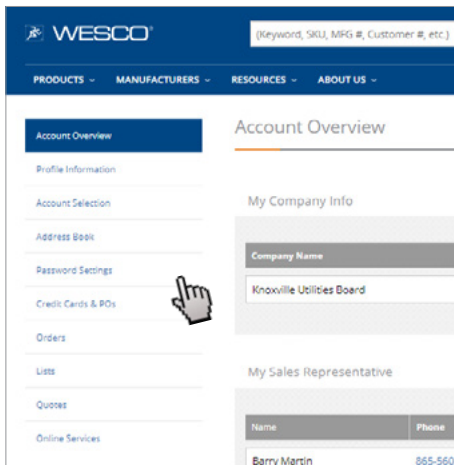 WESCO
(Keyword, SKU, MFG #, Customer #, etc.)
PRODUCTS MANUFACTURERS RESOURCES ABOUT US
Account Overview
Profile Information
Account Selection
Address Book
Password Settings
Credit Cards & POs
Orders
Lists
Quotes
Online Services
Account Overview
My Company Info
Company Name
Knoxville Utilities Board
My Sales Representative
Name Phone
Barry Martin 865-560